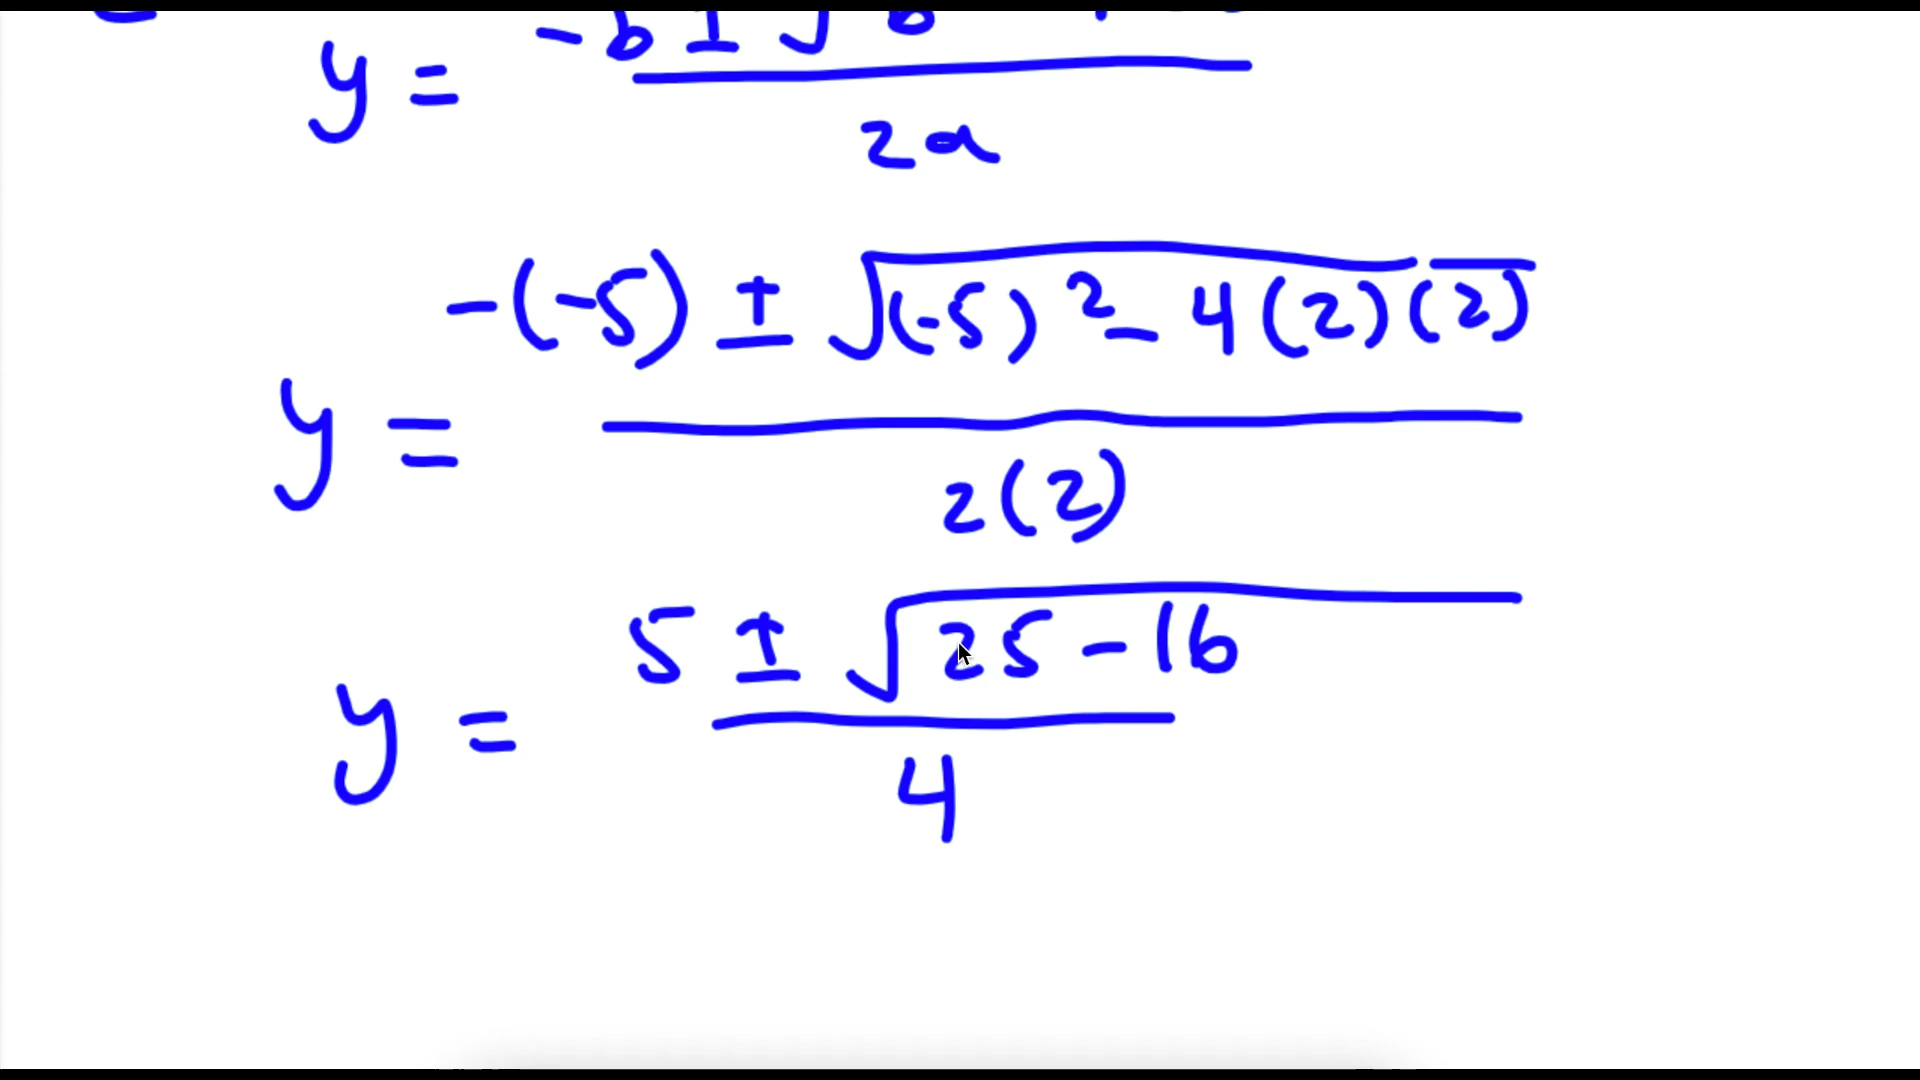 y = -b ± √b
2a
y = -(-5) ± √(-5)² - 4(2)(2)
2(2)
y = 5 ± √25 - 16
4